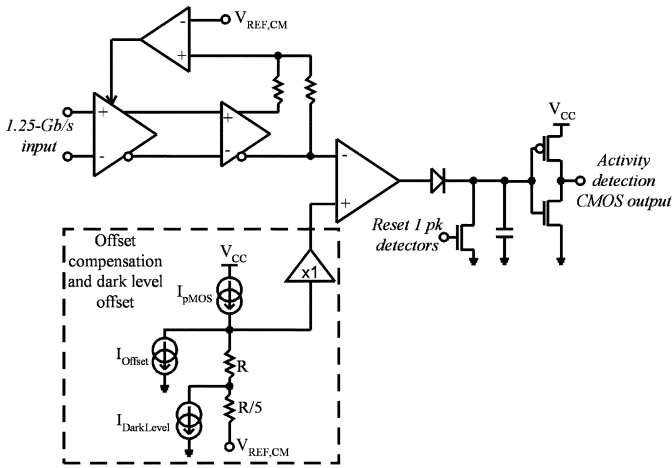 -
V_REF,CM
+
1.25-Gb/s
input
+
-
+
-
-
+
V_CC
Activity
detection
CMOS output
Reset 1 pk
detectors
Offset
compensation
and dark level
offset
V_CC
x1
I_pMOS
I_Offset
R
R/5
I_DarkLevel
V_REF,CM